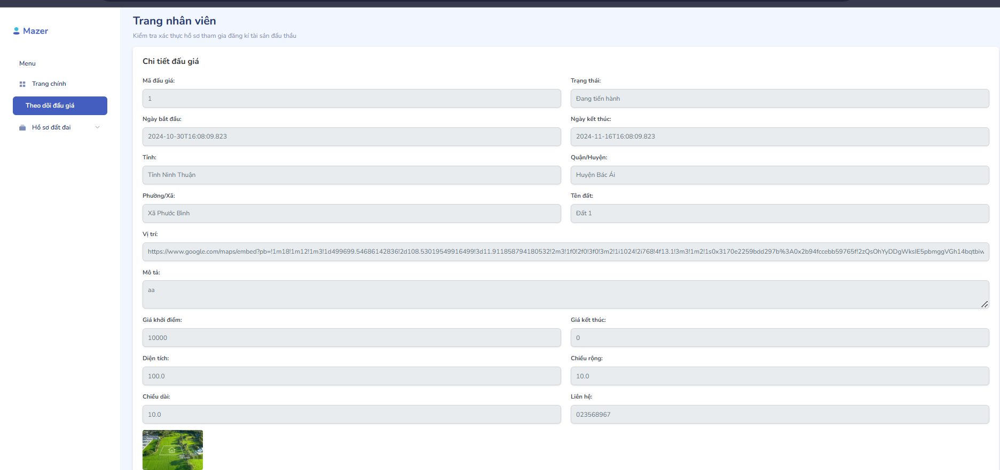 Mazer
Menu
Trang chính
Theo dõi đấu giá
Hồ sơ đất đai
Trang nhân viên
Kiểm tra xác thực hồ sơ tham gia đăng kí tài sản đấu thầu
Chi tiết đấu giá
Mã đấu giá:
1
Trạng thái:
Đang tiến hành
Ngày bắt đầu:
2024-10-30T16:08:09.823
Ngày kết thúc:
2024-11-16T16:08:09.823
Tỉnh:
Tỉnh Ninh Thuận
Quận/Huyện:
Huyện Bác Ái
Phường/Xã:
Xã Phước Bình
Tên đất:
Đất 1
Vị trí:
https://www.google.com/maps/embed?pb=!1m18!1m12!1m3!1d499699.54686142836!2d108.53019549916499!3d11.911858794180532!2m3!1f0!2f0!3f0!3m2!1i1024!2i768!4f13.1!3m3!1m2!1s0x3170e2259bdd297b%3A0x2b94fccebb59765f!2zQsOhYyDDgWksIE5pbmggVGh14bqtbiw
Mô tả:
aa
Giá khởi điểm:
10000
Giá kết thúc:
0
Diện tích:
100.0
Chiều rộng:
10.0
Chiều dài:
10.0
Liên hệ:
023568967